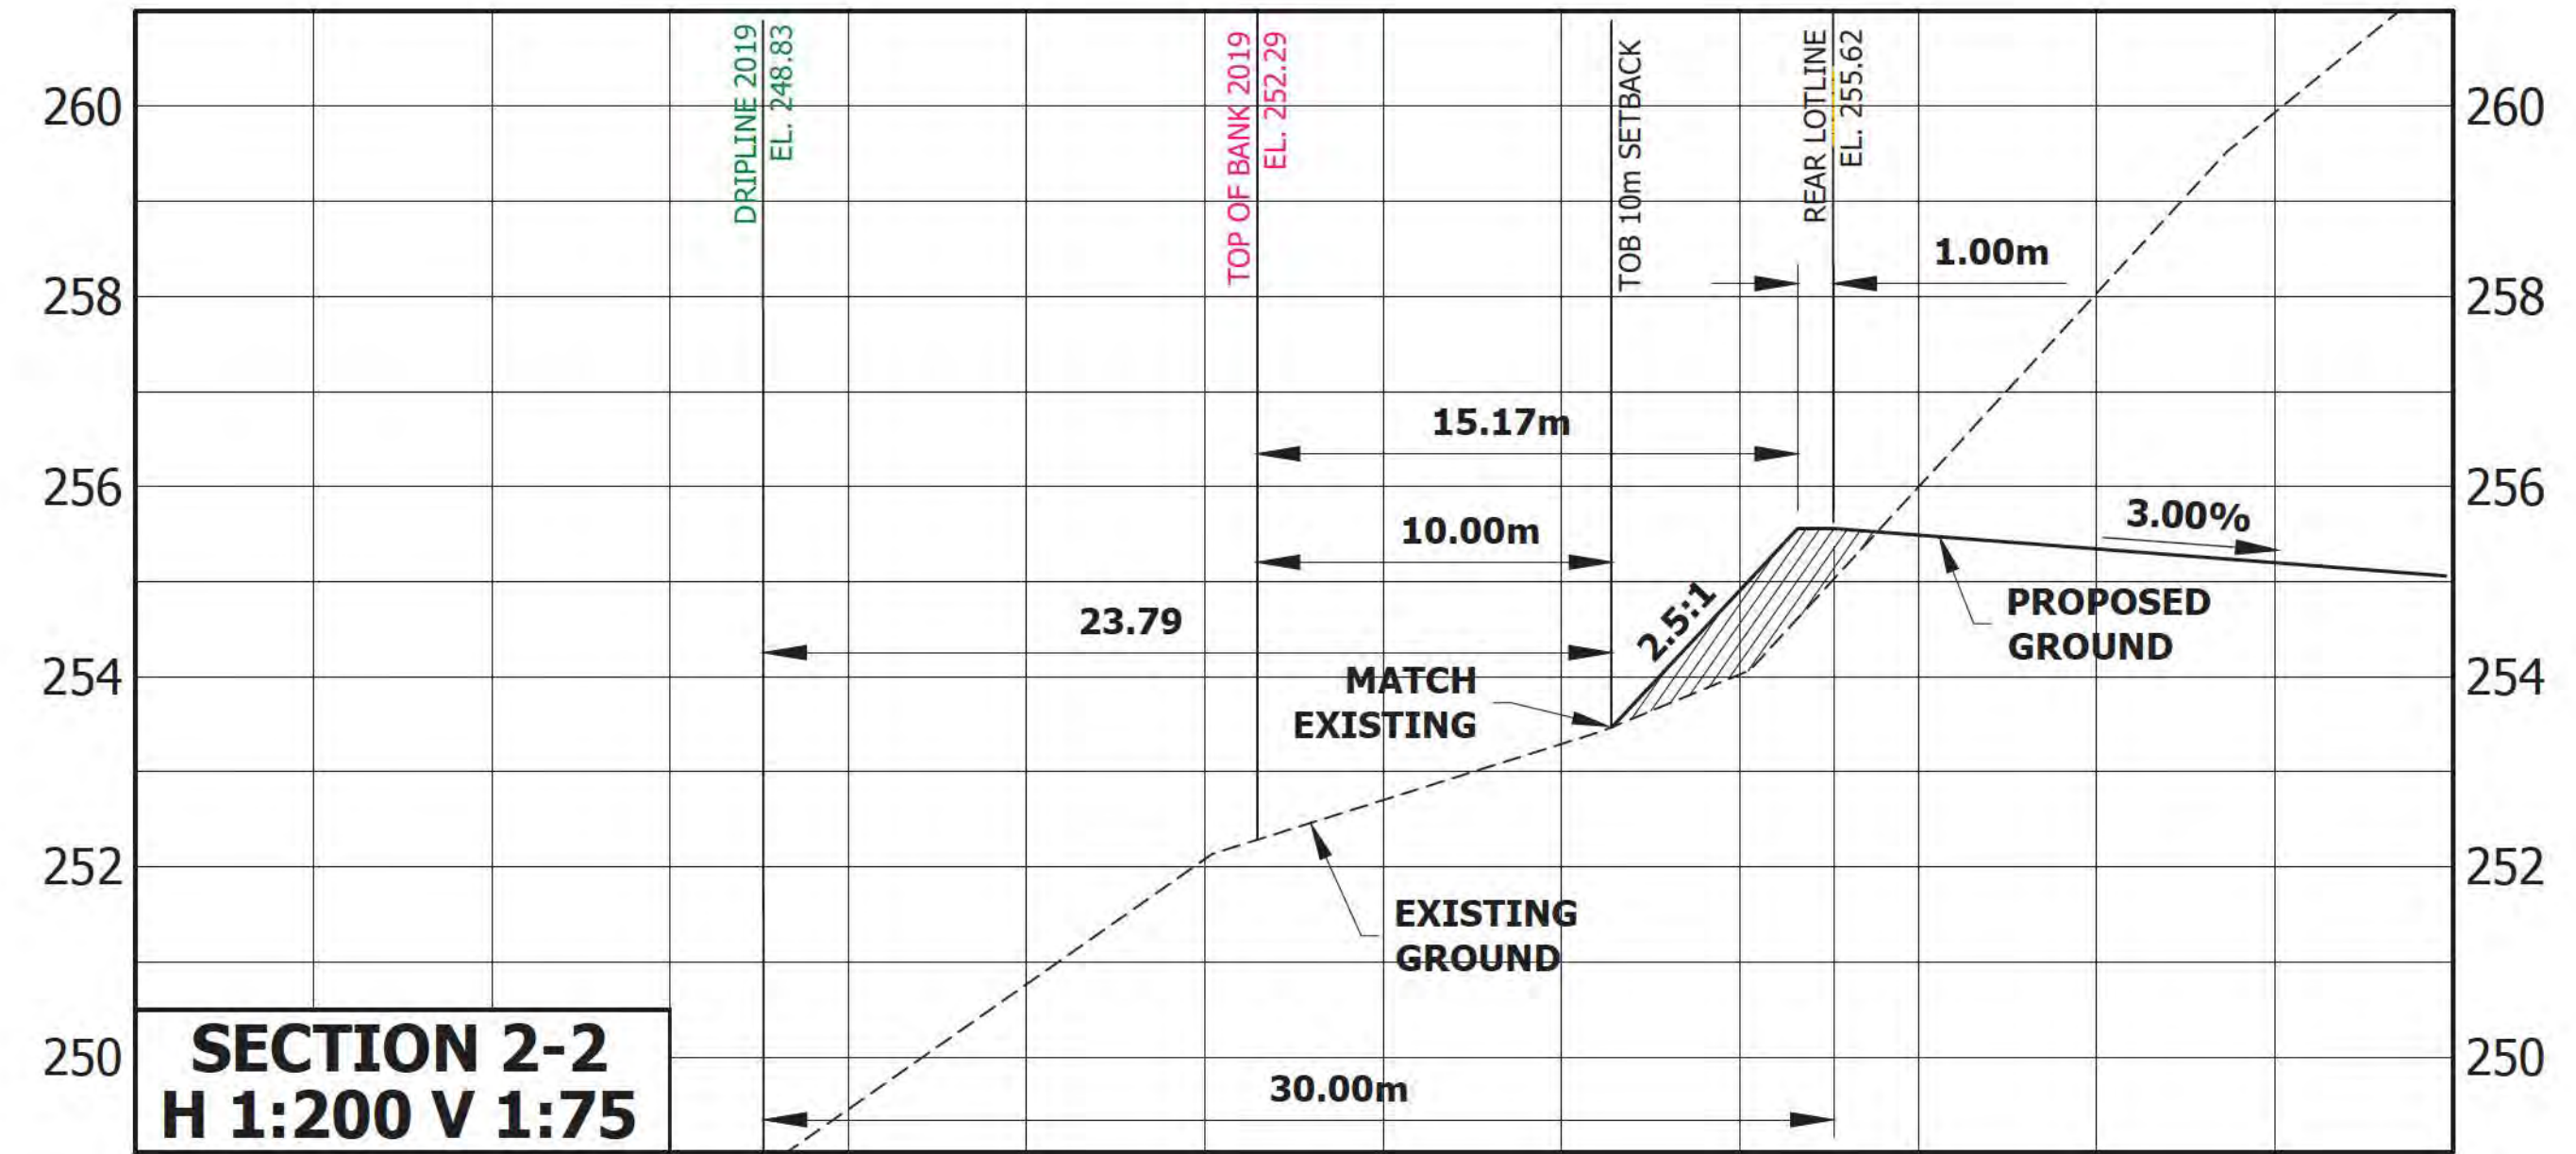 DRIPLINE 2019
EL. 248.83
TOP OF BANK 2019
EL. 252.29
TOB 10m SETBACK
REAR LOTLINE
EL. 255.62
260
260
1.00m
258
258
15.17m
256
256
10.00m
3.00%
23.79
2.5:1
PROPOSED
GROUND
MATCH
EXISTING
254
254
252
252
EXISTING
GROUND
SECTION 2-2
H 1:200 V 1:75
250
250
30.00m